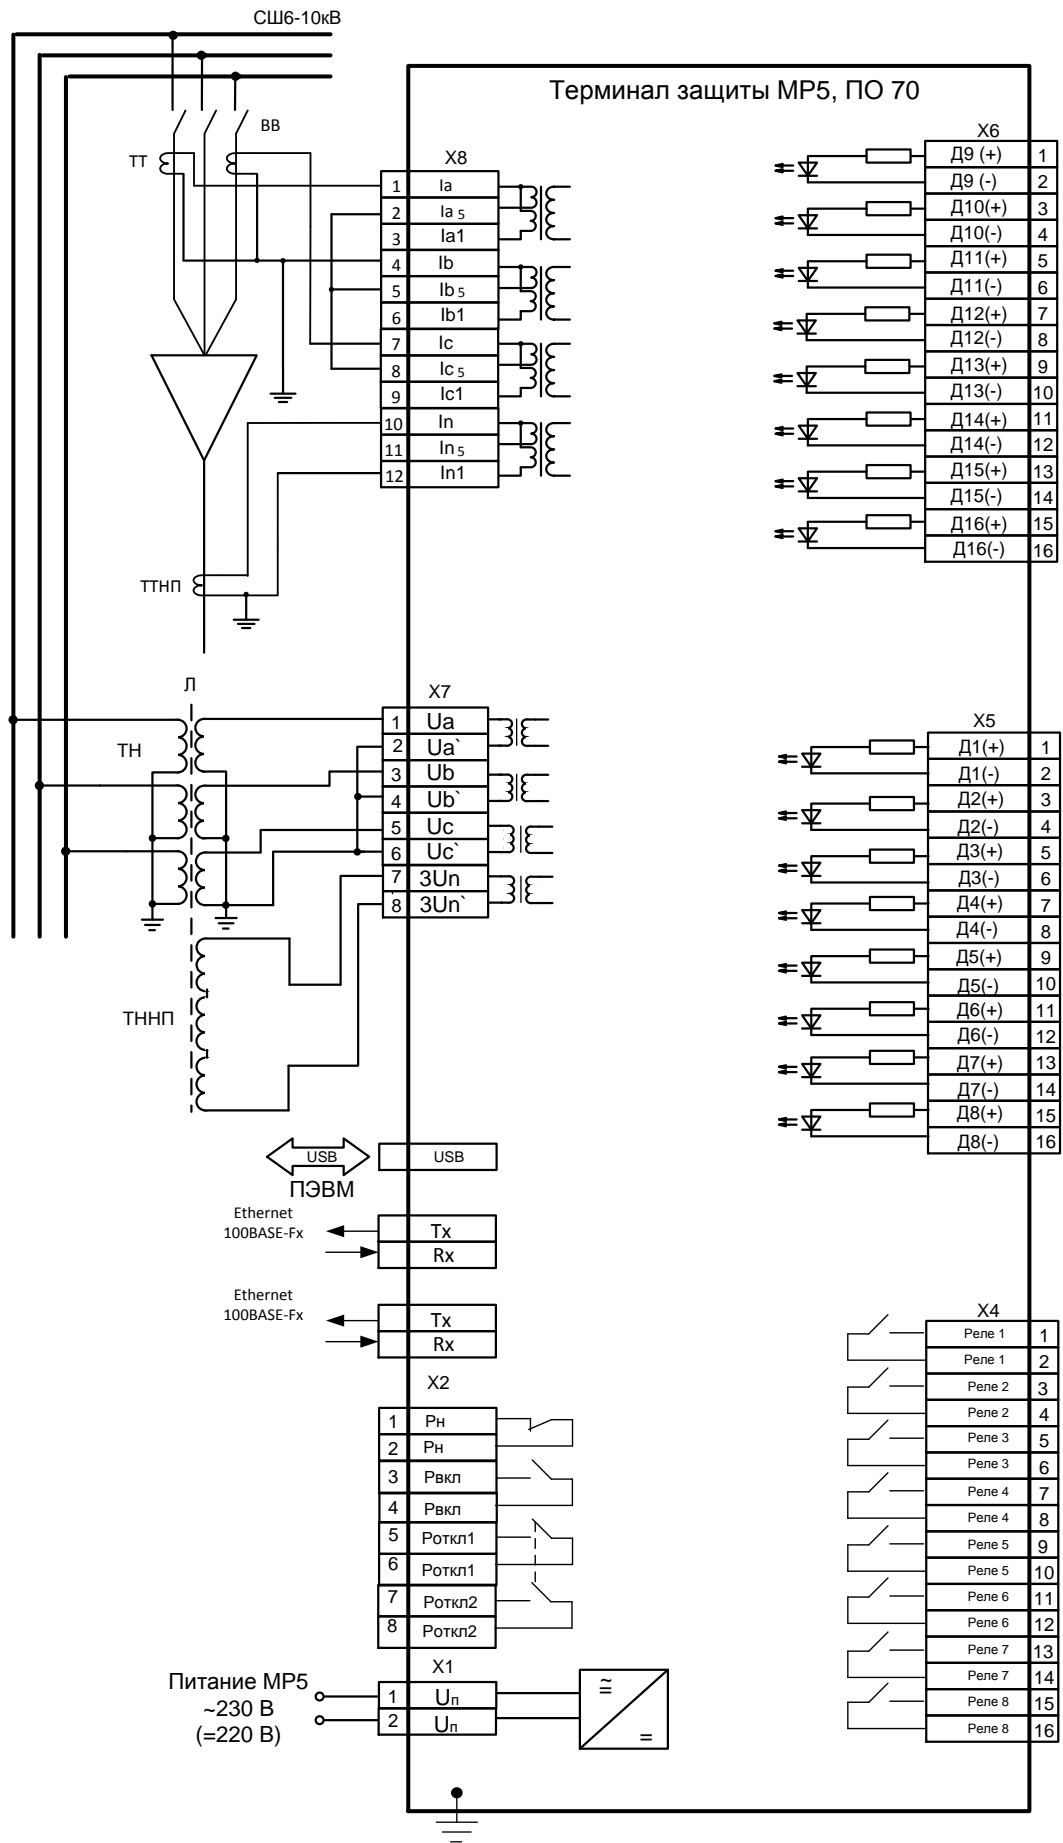 СШ6-10кВ
Терминал защиты МР5, ПО 70
ВВ
ТТ
X8
1 Ia
2 Ia 5
3 Ia1
4 Ib
5 Ib 5
6 Ib1
7 Ic
8 Ic 5
9 Ic1
10 In
11 In 5
12 In1
X6
Д9 (+) 1
Д9 (-) 2
Д10(+) 3
Д10(-) 4
Д11(+) 5
Д11(-) 6
Д12(+) 7
Д12(-) 8
Д13(+) 9
Д13(-) 10
Д14(+) 11
Д14(-) 12
Д15(+) 13
Д15(-) 14
Д16(+) 15
Д16(-) 16
ТТНП
Л
ТН
X7
1 Ua
2 Ua`
3 Ub
4 Ub`
5 Uc
6 Uc`
7 3Un
8 3Un`
ТННП
X5
Д1(+) 1
Д1(-) 2
Д2(+) 3
Д2(-) 4
Д3(+) 5
Д3(-) 6
Д4(+) 7
Д4(-) 8
Д5(+) 9
Д5(-) 10
Д6(+) 11
Д6(-) 12
Д7(+) 13
Д7(-) 14
Д8(+) 15
Д8(-) 16
USB
USB
ПЭВМ
Ethernet
100BASE-Fx
Tx
Rx
Ethernet
100BASE-Fx
Tx
Rx
X2
1 Рн
2 Рн
3 Рвкл
4 Рвкл
5 Роткл1
6 Роткл1
7 Роткл2
8 Роткл2
X4
Реле 1 1
Реле 1 2
Реле 2 3
Реле 2 4
Реле 3 5
Реле 3 6
Реле 4 7
Реле 4 8
Реле 5 9
Реле 5 10
Реле 6 11
Реле 6 12
Реле 7 13
Реле 7 14
Реле 8 15
Реле 8 16
X1
Питание МР5
~230 В
(=220 В)
1 Uп
2 Uп
≅
=